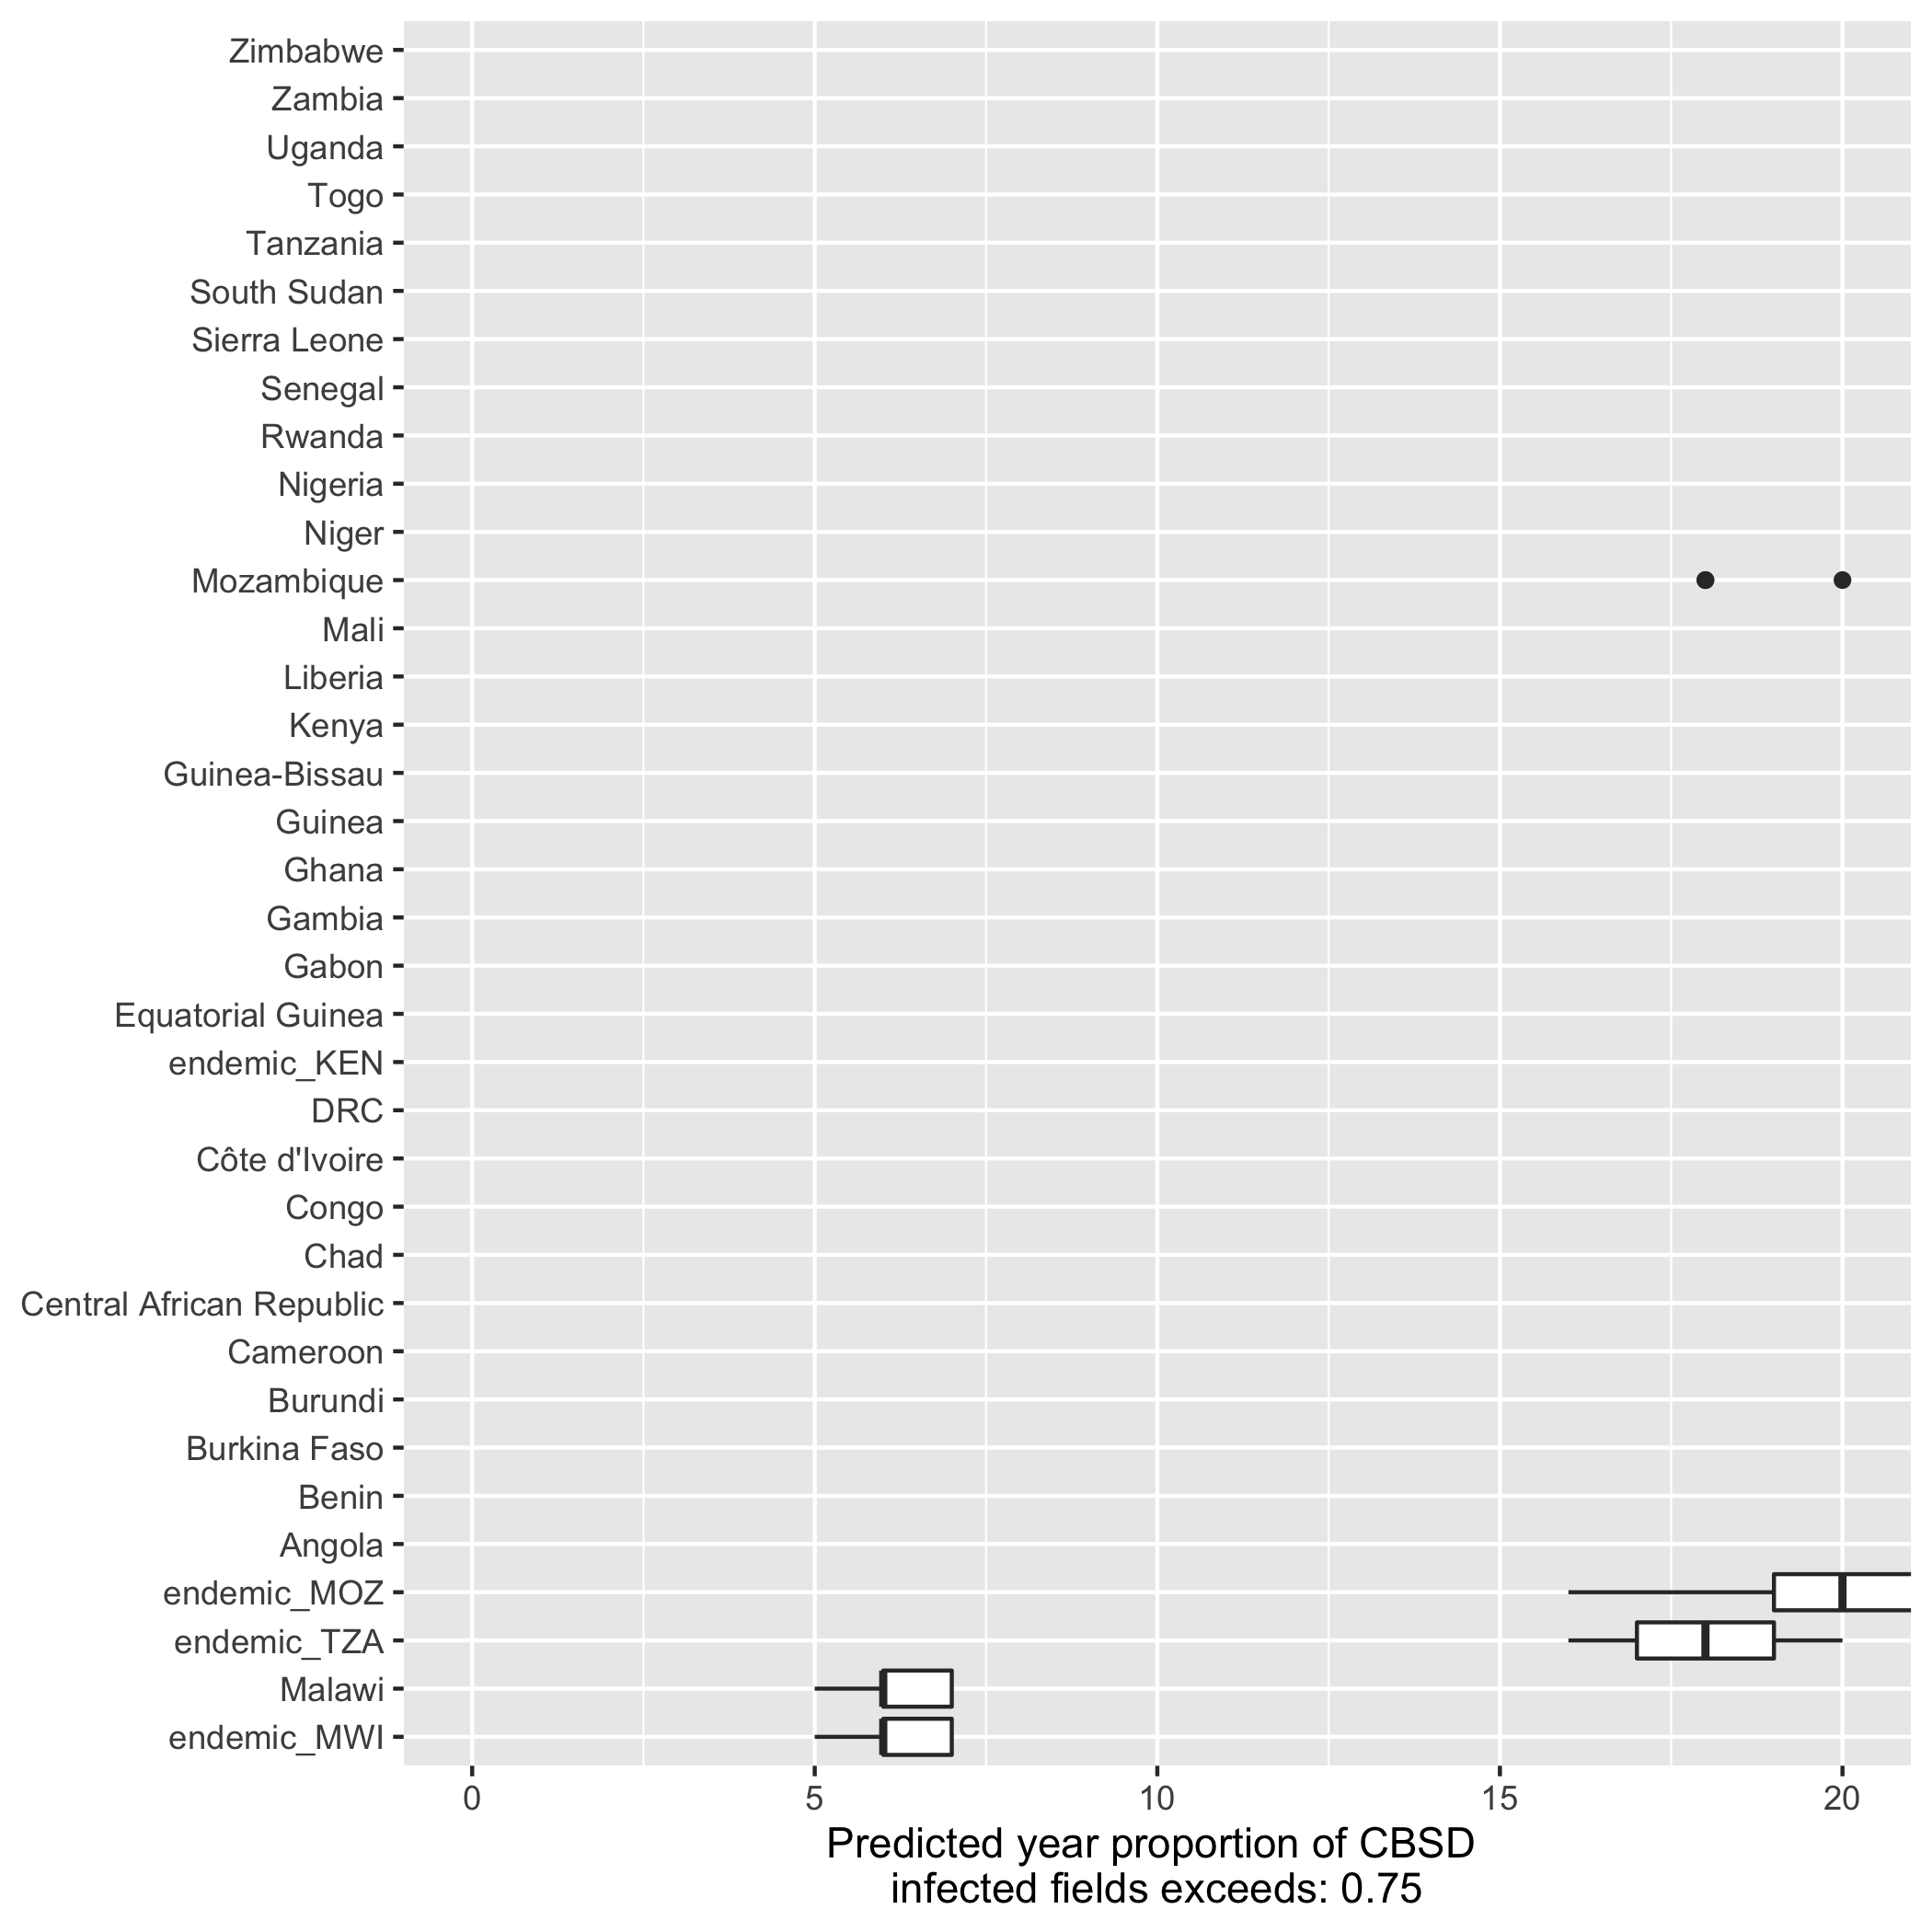 Zimbabwe
Zambia
Uganda
Togo
Tanzania
South Sudan
Sierra Leone
Senegal
Rwanda
Nigeria
Niger
Mozambique
Mali
Liberia
Kenya
Guinea-Bissau
Guinea
Ghana
Gambia
Gabon
Equatorial Guinea
endemic_KEN
DRC
Côte d'Ivoire
Congo
Chad
Central African Republic
Cameroon
Burundi
Burkina Faso
Benin
Angola
endemic_MOZ
endemic_TZA
Malawi
endemic_MWI
0 5 10 15 20
Predicted year proportion of CBSD
infected fields exceeds: 0.75